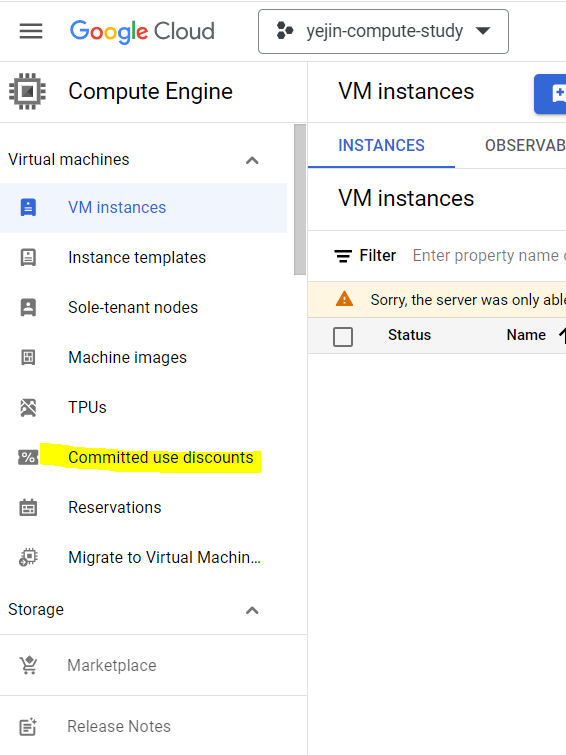 Google Cloud
yejin-compute-study
Compute Engine
VM instances
Virtual machines
VM instances
Instance templates
Sole-tenant nodes
Machine images
TPUs
Committed use discounts
Reservations
Migrate to Virtual Machin...
Storage
Marketplace
Release Notes
INSTANCES
OBSERVAB
VM instances
Filter
Enter property name
Sorry, the server was only able
Status
Name